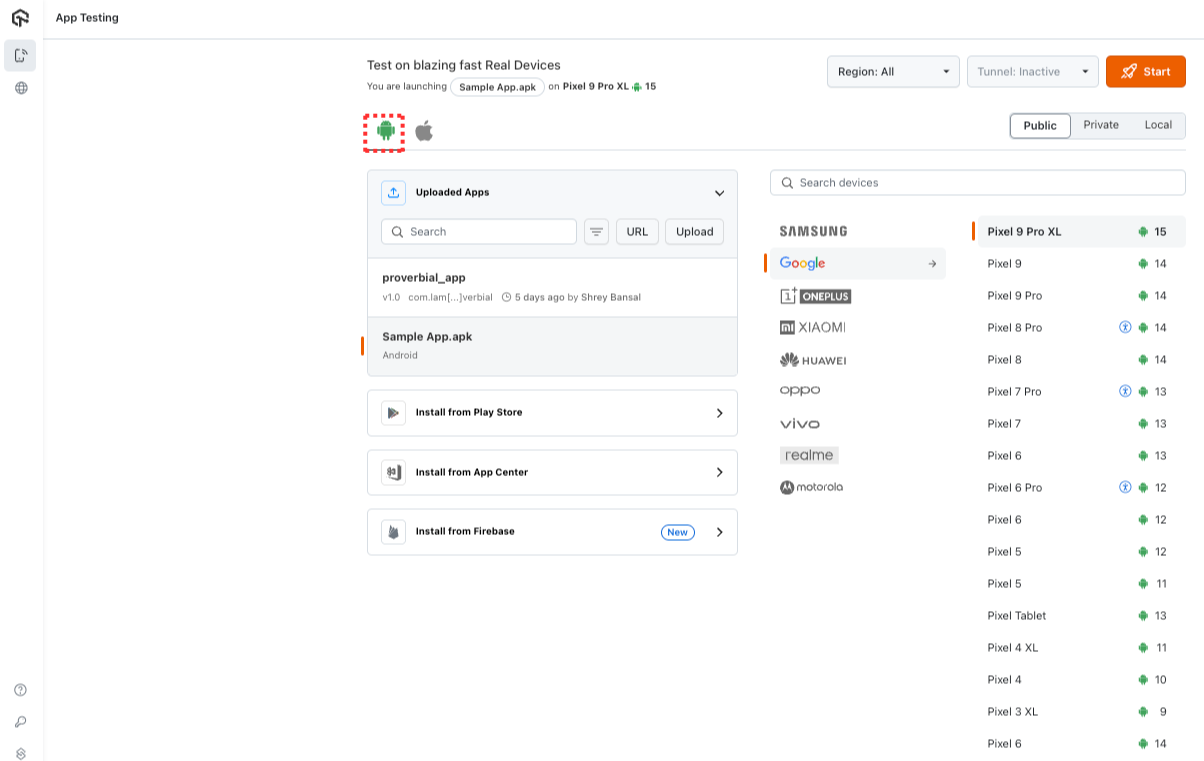 App Testing
Test on blazing fast Real Devices
You are launching Sample App.apk on Pixel 9 Pro XL 15
Region: All
Tunnel: Inactive
Start
Public
Private
Local
Uploaded Apps
Search
URL
Upload
proverbial_app
v1.0 com.lam[...]verbial 5 days ago by Shrey Bansal
Sample App.apk
Android
Install from Play Store
Install from App Center
Install from Firebase
New
Search devices
SAMSUNG
Google
1+ ONEPLUS
mi XIAOMI
HUAWEI
oppo
vivo
realme
motorola
Pixel 9 Pro XL 15
Pixel 9 14
Pixel 9 Pro 14
Pixel 8 Pro 14
Pixel 8 14
Pixel 7 Pro 13
Pixel 7 13
Pixel 6 13
Pixel 6 Pro 12
Pixel 6 12
Pixel 5 12
Pixel 5 11
Pixel Tablet 13
Pixel 4 XL 11
Pixel 4 10
Pixel 3 XL 9
Pixel 6 14